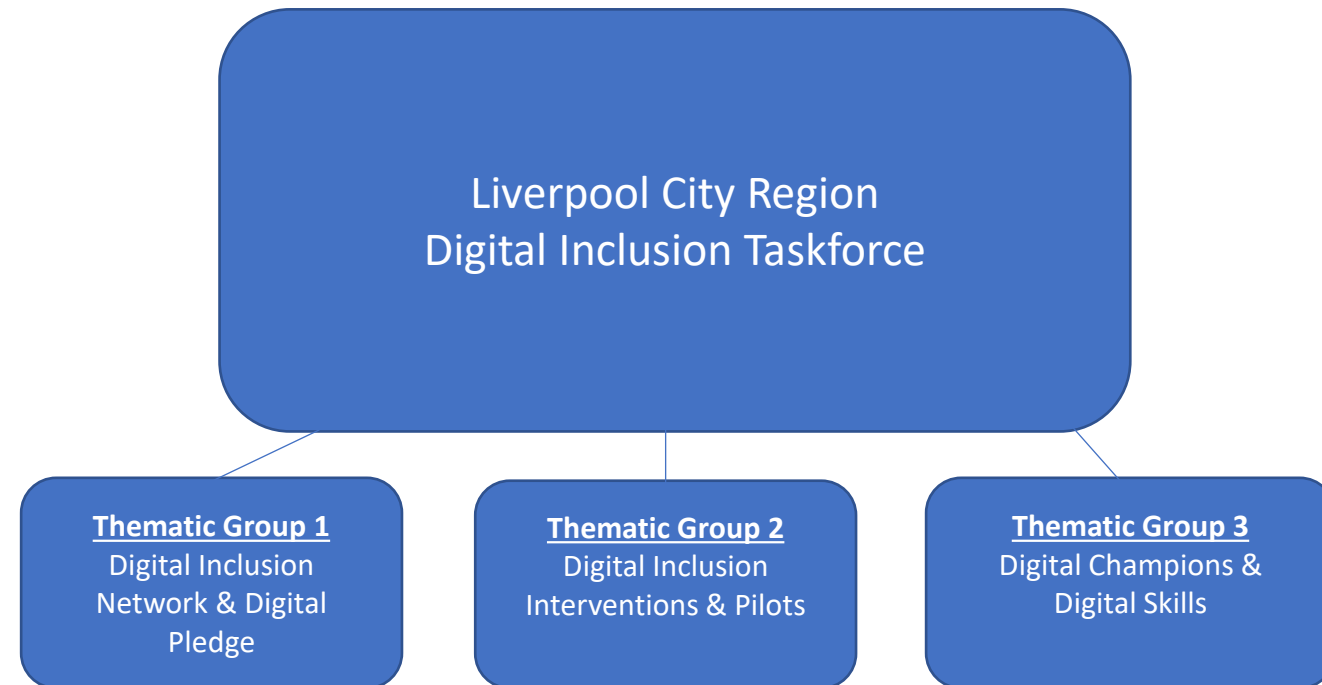 Liverpool City Region
Digital Inclusion Taskforce
Thematic Group 1
Digital Inclusion
Network & Digital
Pledge
Thematic Group 2
Digital Inclusion
Interventions & Pilots
Thematic Group 3
Digital Champions &
Digital Skills